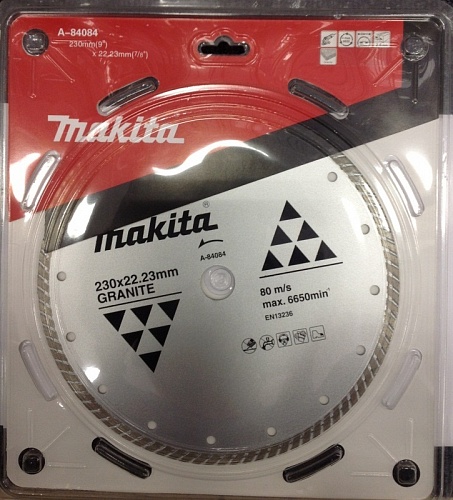 A-84084
230mm(9")
x 22.23mm(7/8")
makita
makita®
A-84084
230x22.23mm
GRANITE
80 m/s
max. 6650min⁻
EN13236